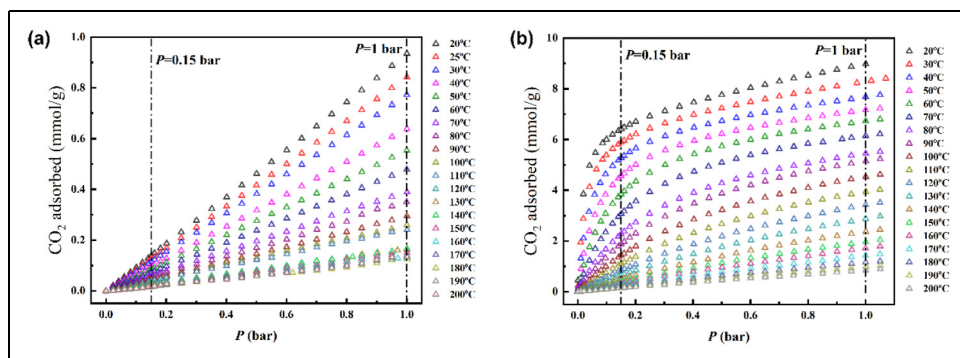 (a)
P=0.15 bar
P=1 bar
CO2 adsorbed (mmol/g)
1.0
0.8
0.6
0.4
0.2
0.0
0.0 0.2 0.4 0.6 0.8 1.0
P (bar)
20°C
25°C
30°C
40°C
50°C
60°C
70°C
80°C
90°C
100°C
110°C
120°C
130°C
140°C
150°C
160°C
170°C
180°C
190°C
200°C
(b)
P=0.15 bar
P=1 bar
CO2 adsorbed (mmol/g)
10
8
6
4
2
0
0.0 0.2 0.4 0.6 0.8 1.0
P (bar)
20°C
30°C
40°C
50°C
60°C
70°C
80°C
90°C
100°C
110°C
120°C
130°C
140°C
150°C
160°C
170°C
180°C
190°C
200°C